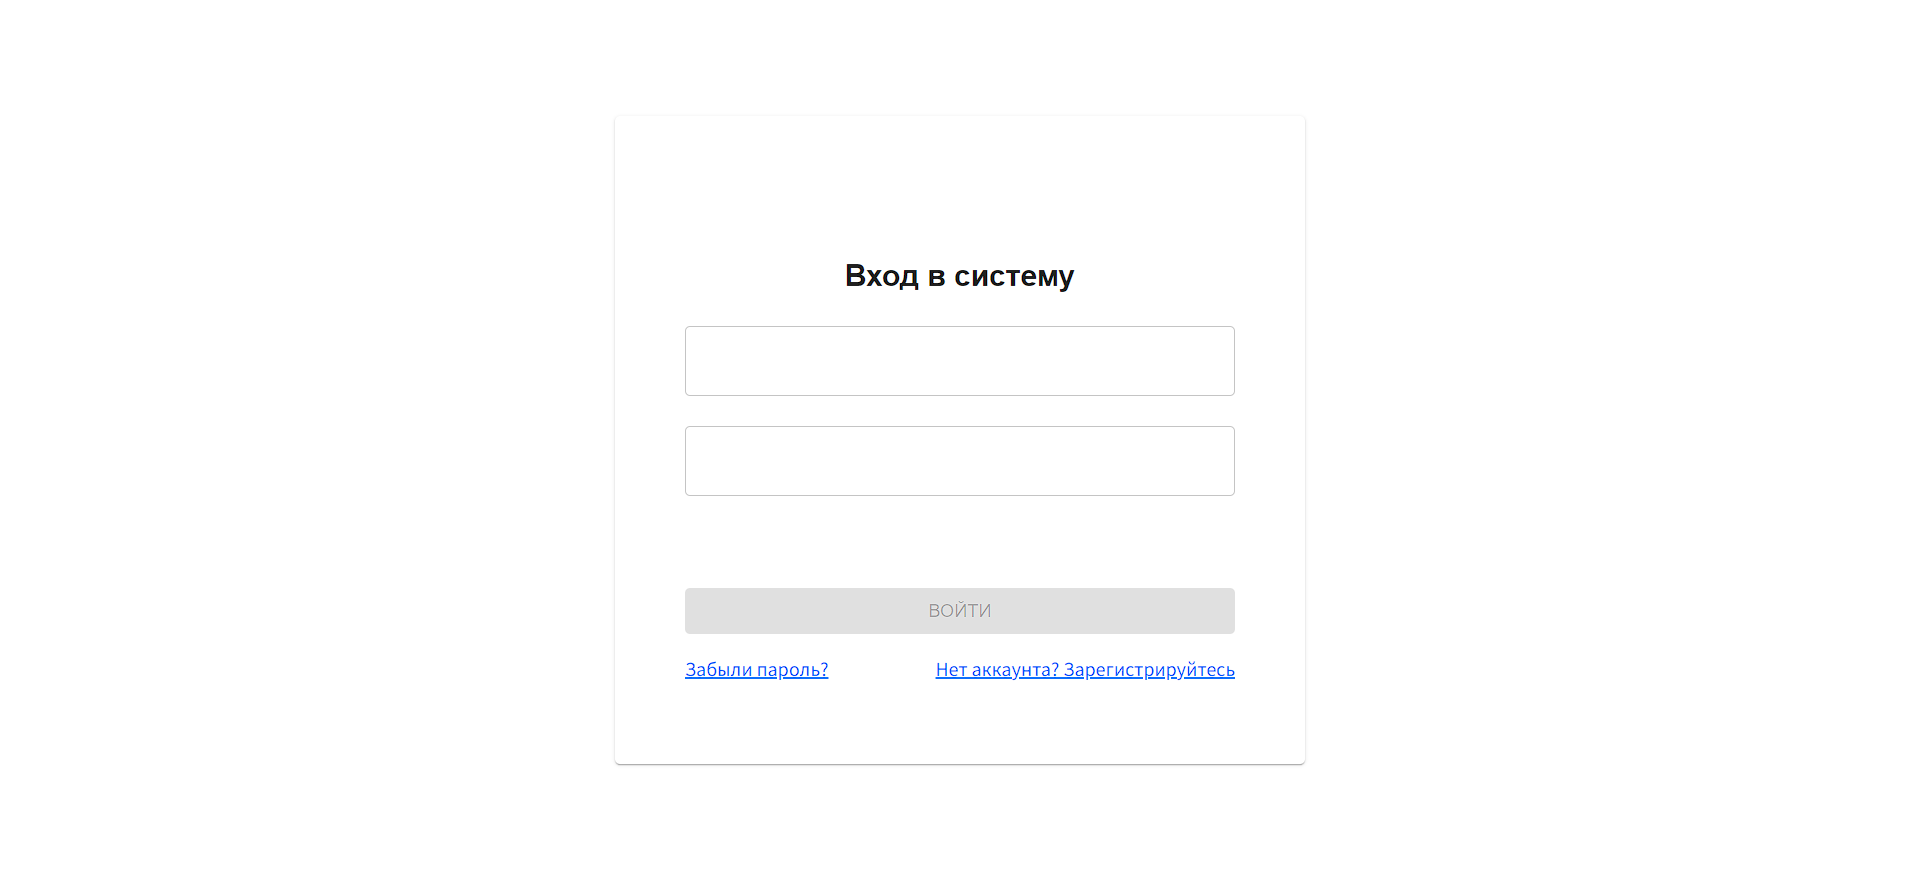 Вход в систему
ВОЙТИ
Забыли пароль?
Нет аккаунта? Зарегистрируйтесь